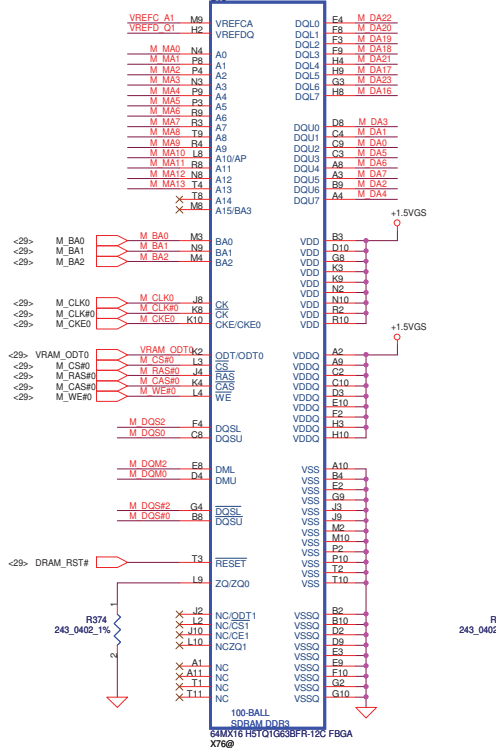 VREFC_A1 M9 VREFCA DQL0 E4 M_DA22
VREFD_Q1 H2 VREFDQ DQL1 F8 M_DA20
DQL2 F3 M_DA19
M_MA0 N4 A0 DQL3 F9 M_DA18
M_MA1 P8 A1 DQL4 H4 M_DA21
M_MA2 P4 A2 DQL5 H9 M_DA17
M_MA3 N3 A3 DQL6 G3 M_DA23
M_MA4 P9 A4 DQL7 H8 M_DA16
M_MA5 P3 A5
M_MA6 R9 A6
M_MA7 R3 A7 DQU0 D8 M_DA3
M_MA8 T9 A8 DQU1 C4 M_DA1
M_MA9 R4 A9 DQU2 C9 M_DA0
M_MA10 L8 A10/AP DQU3 C3 M_DA5
M_MA11 R8 A11 DQU4 A8 M_DA6
M_MA12 N8 A12 DQU5 A3 M_DA7
M_MA13 T4 A13 DQU6 B9 M_DA2
T8 A14 DQU7 A4 M_DA4
M8 A15/BA3
+1.5VGS
<29> M_BA0 M_BA0 M3 BA0 VDD B3
<29> M_BA1 M_BA1 N9 BA1 VDD D10
<29> M_BA2 M_BA2 M4 BA2 VDD G8
VDD K3
VDD K9
VDD N2
<29> M_CLK0 M_CLK0 J8 CK VDD N10
<29> M_CLK#0 M_CLK#0 K8 CK VDD R2
<29> M_CKE0 M_CKE0 K10 CKE/CKE0 VDD R10
+1.5VGS
<29> VRAM_ODT0 VRAM_ODT0 K2 ODT/ODT0 VDDQ A2
<29> M_CS#0 M_CS#0 L3 CS VDDQ A9
<29> M_RAS#0 M_RAS#0 J4 RAS VDDQ C2
<29> M_CAS#0 M_CAS#0 K4 CAS VDDQ C10
<29> M_WE#0 M_WE#0 L4 WE VDDQ D3
VDDQ E10
VDDQ F2
M_DQS2 F4 DQSL VDDQ H3
M_DQS0 C8 DQSU VDDQ H10
M_DQM2 E8 DML VSS A10
M_DQM0 D4 DMU VSS B4
VSS E2
VSS G9
M_DQS#2 G4 DQSL VSS J3
M_DQS#0 B8 DQSU VSS J9
VSS M2
VSS M10
VSS P2
<29> DRAM_RST# T3 RESET VSS P10
VSS T2
L9 ZQ/ZQ0 VSS T10
1
J2 NC/ODT1 VSSQ B2
R374 L2 NC/CS1 VSSQ B10
243_0402_1% J10 NC/CE1 VSSQ D2
L10 NCZQ1 VSSQ D9
2 VSSQ E3
A1 NC VSSQ E9
A11 NC VSSQ F10
T1 NC VSSQ G2
T11 NC VSSQ G10
R
243_0402
100-BALL
SDRAM DDR3
64MX16 H5TQ1G63BFR-12C FBGA
X76@